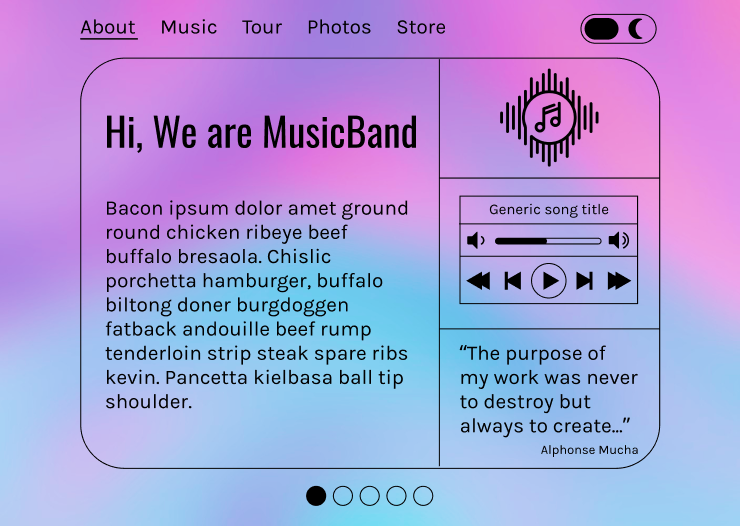 About Music Tour Photos Store
Hi, We are MusicBand
Bacon ipsum dolor amet ground
round chicken ribeye beef
buffalo bresaola. Chislic
porchetta hamburger, buffalo
biltong doner burgdoggen
fatback andouille beef rump
tenderloin strip steak spare ribs
kevin. Pancetta kielbasa ball tip
shoulder.
Generic song title
“The purpose of
my work was never
to destroy but
always to create...”
Alphonse Mucha